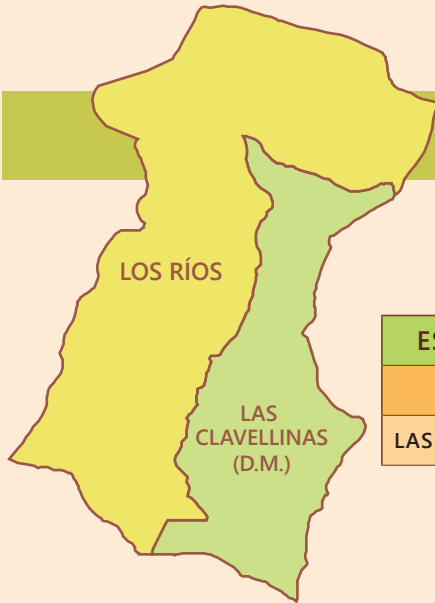 LOS RÍOS
LAS
CLAVELLINAS
(D.M.)
ES
LAS